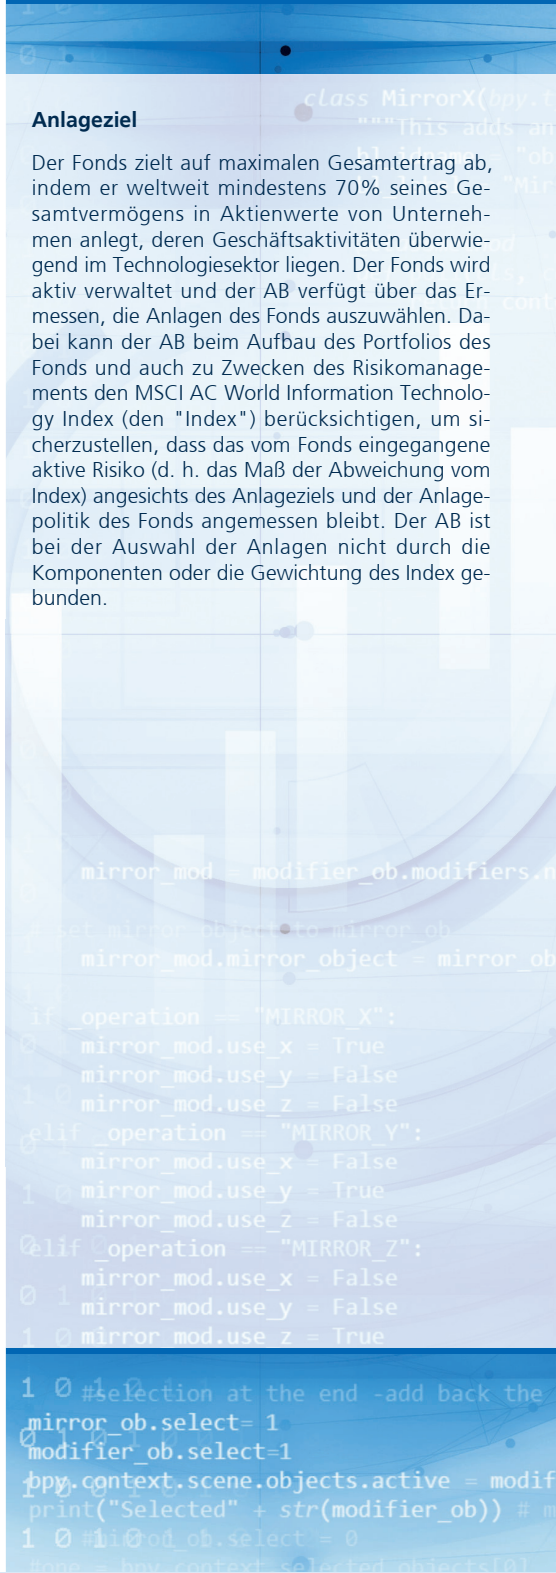 class MirrorX(bpy.t
"""This adds an
Anlageziel
Der Fonds zielt auf maximalen Gesamtertrag ab,
indem er weltweit mindestens 70% seines Ge-
samtvermögens in Aktienwerte von Unterneh-
men anlegt, deren Geschäftsaktivitäten überwie-
gend im Technologiesektor liegen. Der Fonds wird
aktiv verwaltet und der AB verfügt über das Er-
messen, die Anlagen des Fonds auszuwählen. Da-
bei kann der AB beim Aufbau des Portfolios des
Fonds und auch zu Zwecken des Risikomanage-
ments den MSCI AC World Information Technolo-
gy Index (den "Index") berücksichtigen, um si-
cherzustellen, dass das vom Fonds eingegangene
aktive Risiko (d. h. das Maß der Abweichung vom
Index) angesichts des Anlageziels und der Anlage-
politik des Fonds angemessen bleibt. Der AB ist
bei der Auswahl der Anlagen nicht durch die
Komponenten oder die Gewichtung des Index ge-
bunden.
mirror_mod = modifier_ob.modifiers.n
# set mirror object to mirror_ob
mirror_mod.mirror_object = mirror_ob
if _operation == "MIRROR_X":
mirror_mod.use_x = True
mirror_mod.use_y = False
mirror_mod.use_z = False
elif _operation == "MIRROR_Y":
mirror_mod.use_x = False
mirror_mod.use_y = True
mirror_mod.use_z = False
elif _operation == "MIRROR_Z":
mirror_mod.use_x = False
mirror_mod.use_y = False
mirror_mod.use_z = True
#selection at the end -add back the
mirror_ob.select= 1
modifier_ob.select=1
bpy.context.scene.objects.active = modif
print("Selected" + str(modifier_ob)) # m